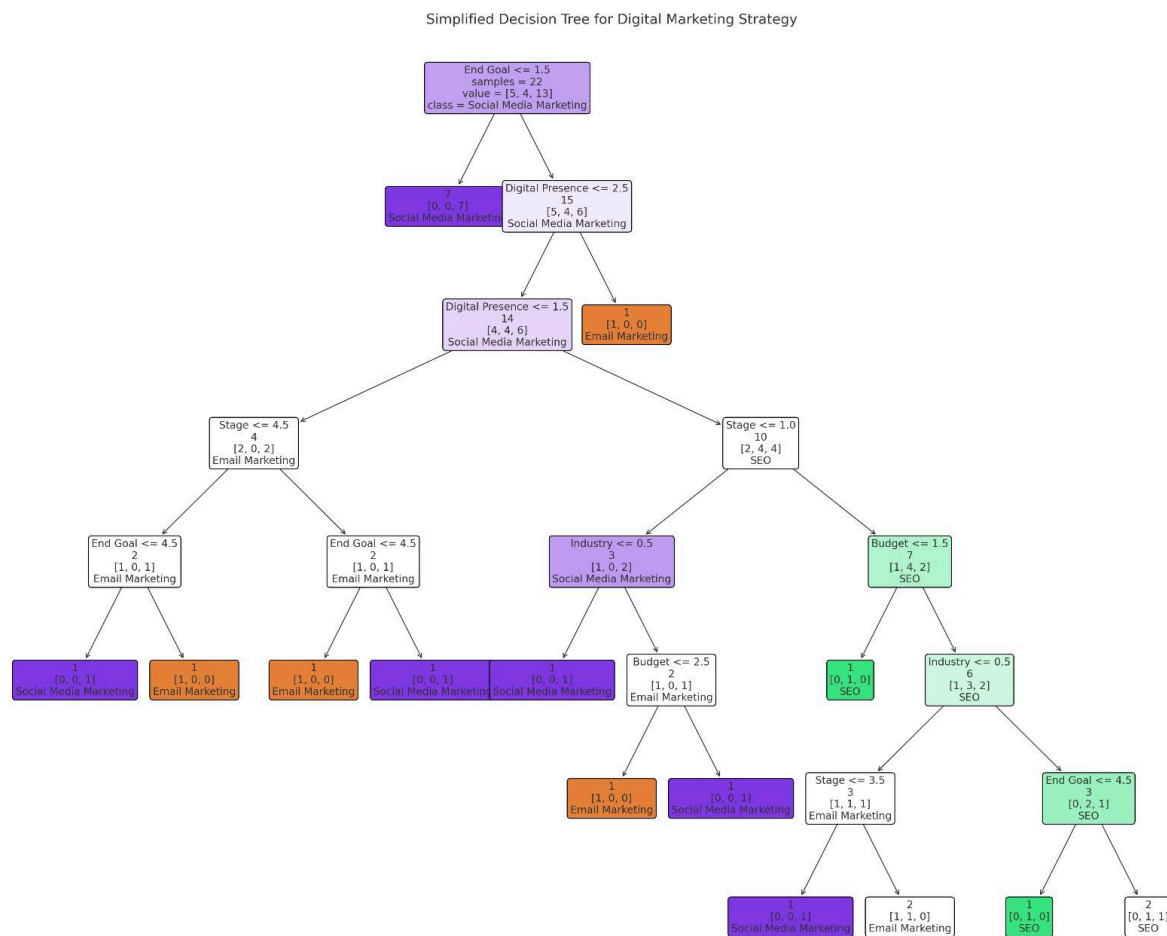 Simplified Decision Tree for Digital Marketing Strategy
End Goal <= 1.5
samples = 22
value = [5, 4, 13]
class = Social Media Marketing
7
[0, 0, 7]
Social Media Marketing
Digital Presence <= 2.5
15
[5, 4, 6]
Social Media Marketing
Digital Presence <= 1.5
14
[4, 4, 6]
Social Media Marketing
1
[1, 0, 0]
Email Marketing
Stage <= 4.5
4
[2, 0, 2]
Email Marketing
Stage <= 1.0
10
[2, 4, 4]
SEO
End Goal <= 4.5
2
[1, 0, 1]
Email Marketing
End Goal <= 4.5
2
[1, 0, 1]
Email Marketing
Industry <= 0.5
3
[1, 0, 2]
Social Media Marketing
Budget <= 1.5
7
[1, 4, 2]
SEO
1
[0, 0, 1]
Social Media Marketing
1
[1, 0, 0]
Email Marketing
1
[1, 0, 0]
Email Marketing
1
[0, 0, 1]
Social Media Marketing
1
[0, 0, 1]
Social Media Marketing
Budget <= 2.5
2
[1, 0, 1]
Email Marketing
1
[0, 1, 0]
SEO
Industry <= 0.5
6
[1, 3, 2]
SEO
1
[1, 0, 0]
Email Marketing
1
[0, 0, 1]
Social Media Marketing
Stage <= 3.5
3
[1, 1, 1]
Email Marketing
End Goal <= 4.5
3
[0, 2, 1]
SEO
1
[0, 0, 1]
Social Media Marketing
2
[1, 1, 0]
Email Marketing
1
[0, 1, 0]
SEO
2
[0, 1, 1]
SEO